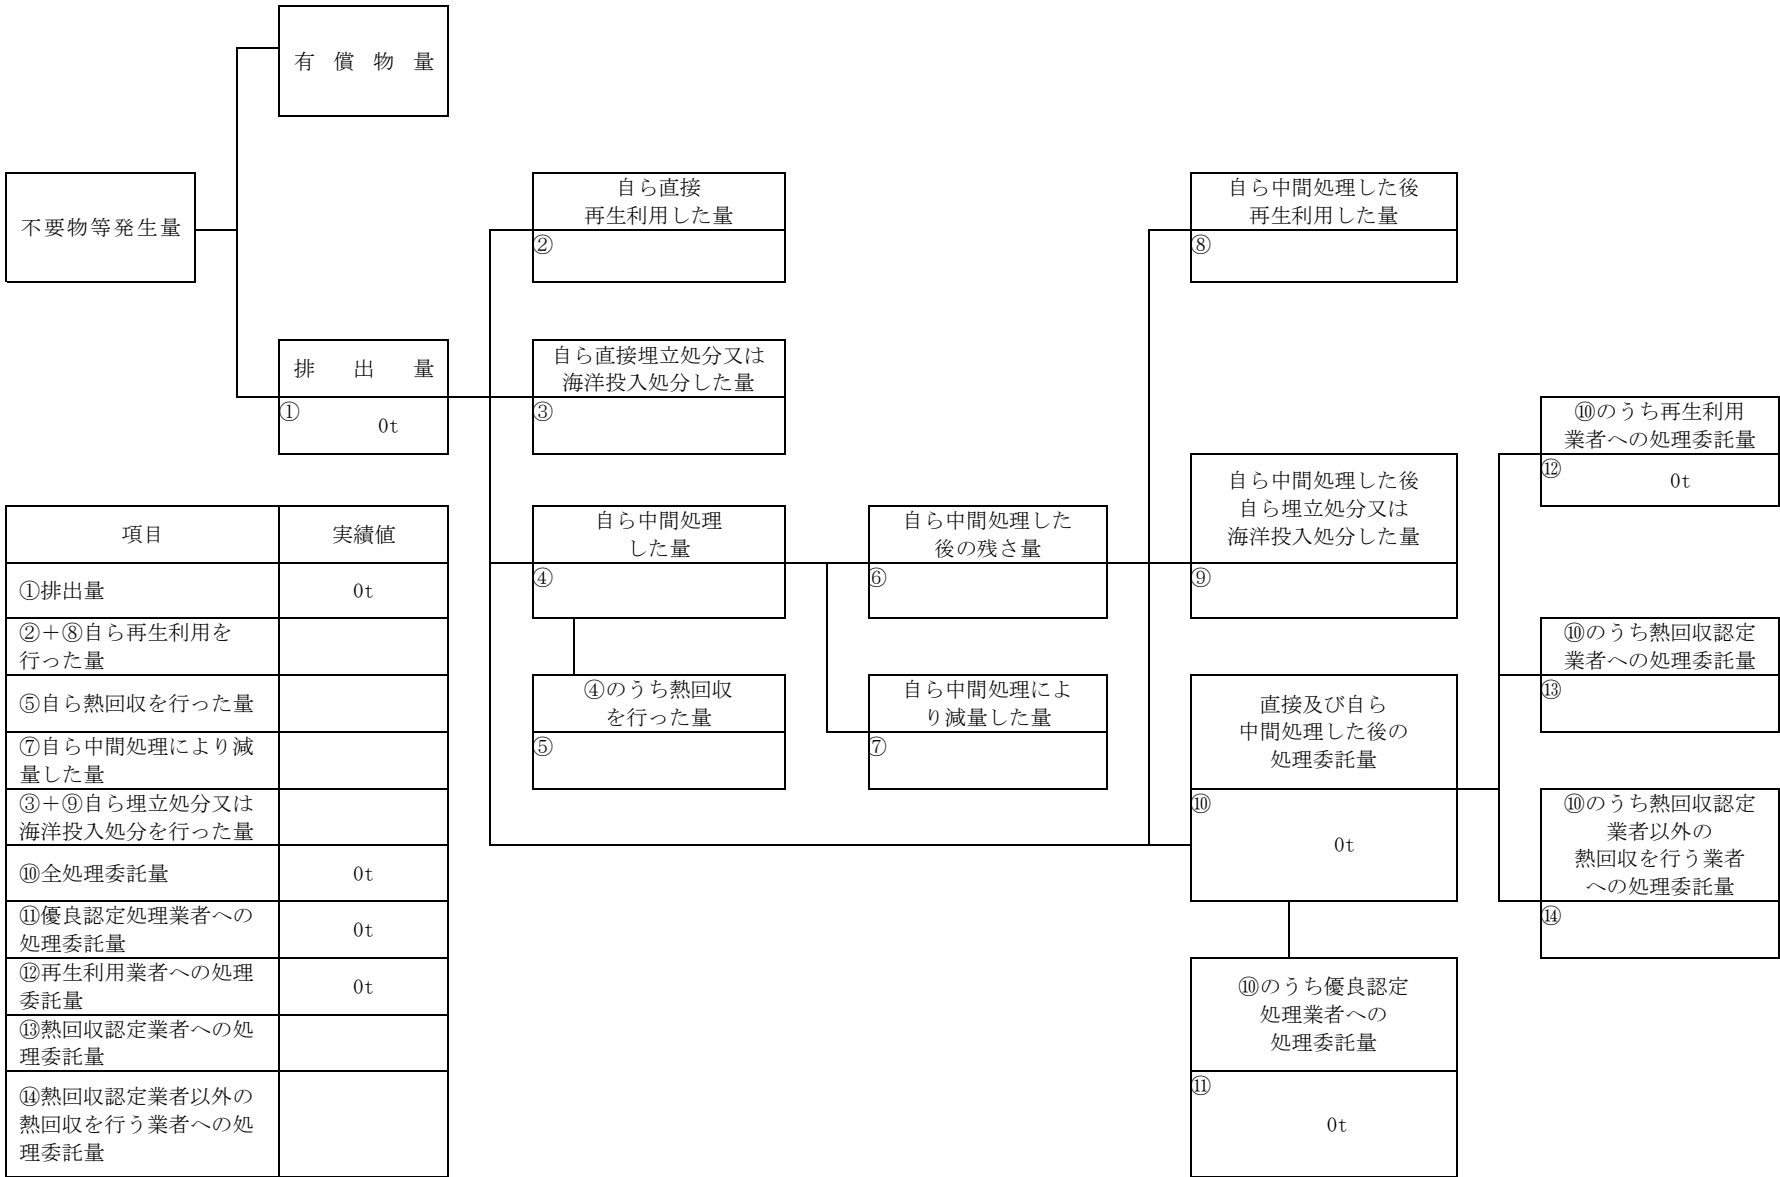 有償物量
不要物等発生量
排出量
①
0t
自ら直接
再生利用した量
②
自ら直接埋立処分又は
海洋投入処分した量
③
自ら中間処理
した量
④
④のうち熱回収
を行った量
⑤
自ら中間処理した
後の残さ量
⑥
自ら中間処理によ
り減量した量
⑦
自ら中間処理した後
再生利用した量
⑧
自ら中間処理した後
自ら埋立処分又は
海洋投入処分した量
⑨
直接及び自ら
中間処理した後の
処理委託量
⑩
0t
⑩のうち優良認定
処理業者への
処理委託量
⑪
0t
⑩のうち再生利用
業者への処理委託量
⑫
0t
⑩のうち熱回収認定
業者への処理委託量
⑬
⑩のうち熱回収認定
業者以外の
熱回収を行う業者
への処理委託量
⑭
項目 実績値
①排出量 0t
②+⑧自ら再生利用を
行った量
⑤自ら熱回収を行った量
⑦自ら中間処理により減
量した量
③+⑨自ら埋立処分又は
海洋投入処分を行った量
⑩全処理委託量 0t
⑪優良認定処理業者への
処理委託量 0t
⑫再生利用業者への処理
委託量 0t
⑬熱回収認定業者への処
理委託量
⑭熱回収認定業者以外の
熱回収を行う業者への処
理委託量